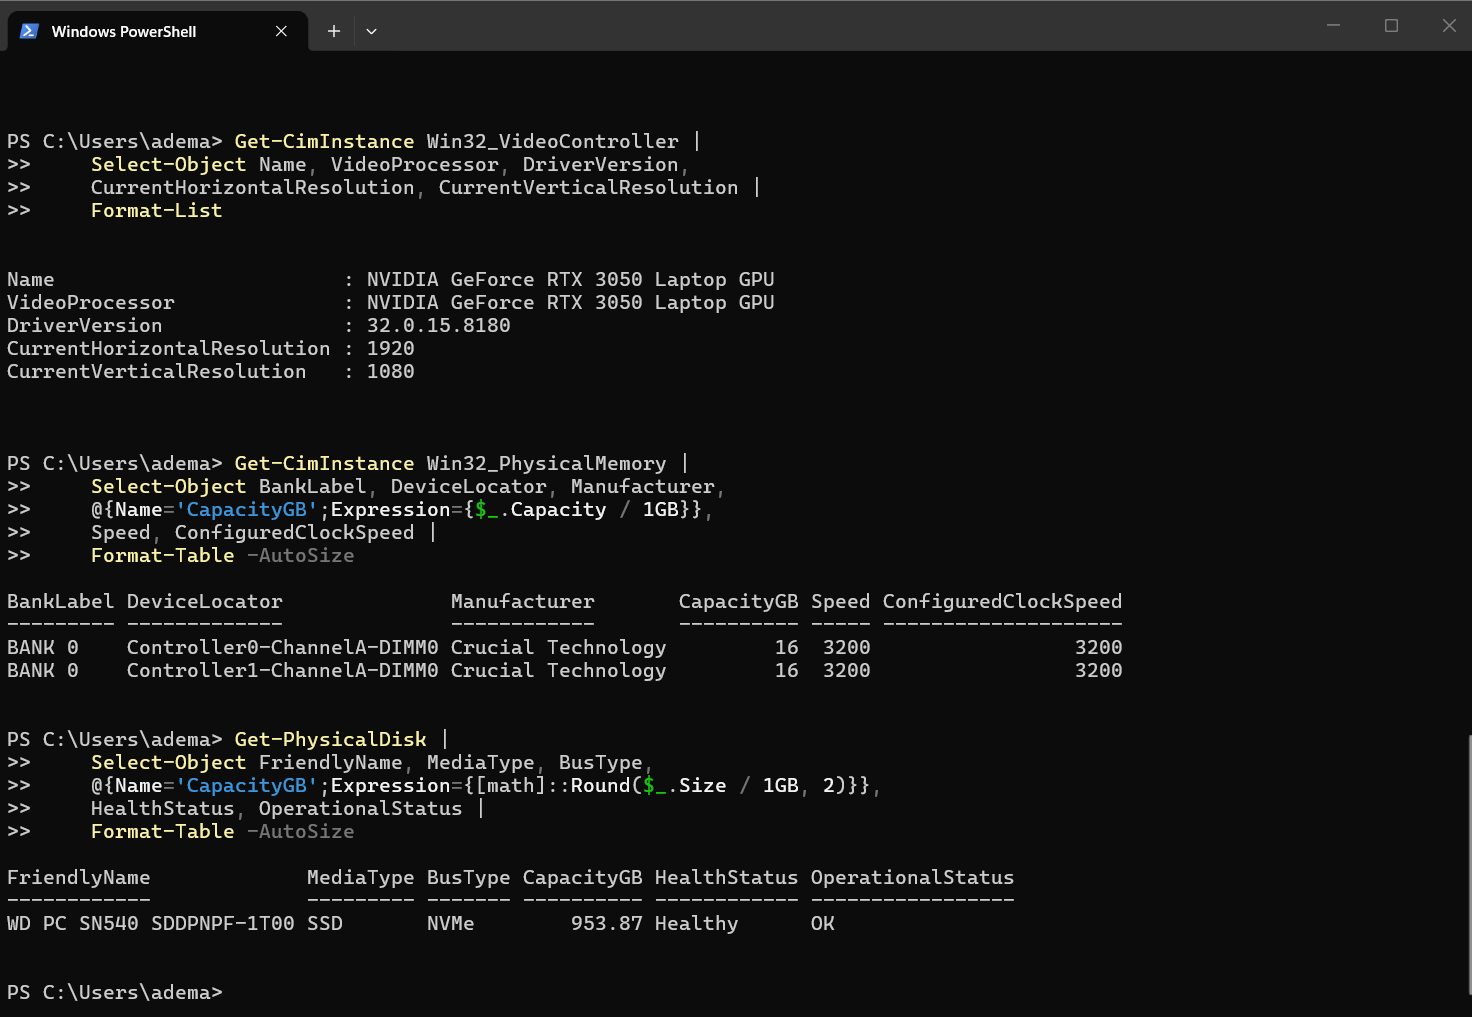 Windows PowerShell
PS C:\Users\adema> Get-CimInstance Win32_VideoController |
>>     Select-Object Name, VideoProcessor, DriverVersion,
>>     CurrentHorizontalResolution, CurrentVerticalResolution |
>>     Format-List
Name                        : NVIDIA GeForce RTX 3050 Laptop GPU
VideoProcessor              : NVIDIA GeForce RTX 3050 Laptop GPU
DriverVersion               : 32.0.15.8180
CurrentHorizontalResolution : 1920
CurrentVerticalResolution   : 1080
PS C:\Users\adema> Get-CimInstance Win32_PhysicalMemory |
>>     Select-Object BankLabel, DeviceLocator, Manufacturer,
>>     @{Name='CapacityGB';Expression={$_.Capacity / 1GB}},
>>     Speed, ConfiguredClockSpeed |
>>     Format-Table -AutoSize
BankLabel DeviceLocator             Manufacturer       CapacityGB Speed ConfiguredClockSpeed
--------- -------------             ------------       ---------- ----- --------------------
BANK 0    Controller0-ChannelA-DIMM0 Crucial Technology         16  3200                 3200
BANK 0    Controller1-ChannelA-DIMM0 Crucial Technology         16  3200                 3200
PS C:\Users\adema> Get-PhysicalDisk |
>>     Select-Object FriendlyName, MediaType, BusType,
>>     @{Name='CapacityGB';Expression={[math]::Round($_.Size / 1GB, 2)}},
>>     HealthStatus, OperationalStatus |
>>     Format-Table -AutoSize
FriendlyName             MediaType BusType CapacityGB HealthStatus OperationalStatus
------------             --------- ------- ---------- ------------ -----------------
WD PC SN540 SDDPNPF-1T00 SSD       NVMe        953.87 Healthy      OK
PS C:\Users\adema>